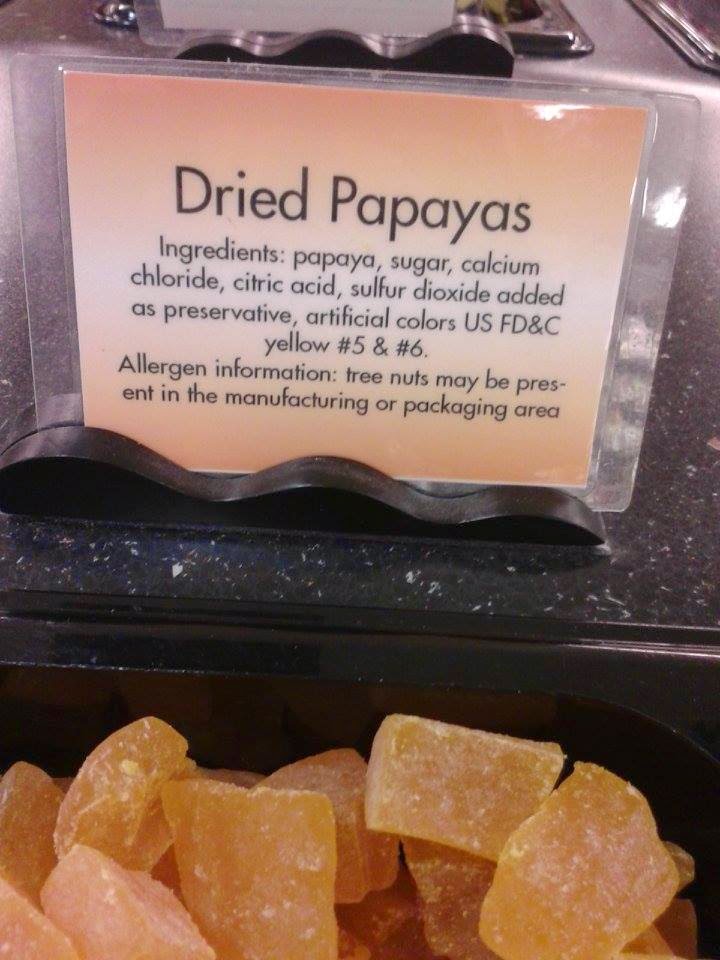 Dried Papayas
Ingredients: papaya, sugar, calcium
chloride, citric acid, sulfur dioxide added
as preservative, artificial colors US FD&C
yellow #5 & #6.
Allergen information: tree nuts may be pres-
ent in the manufacturing or packaging area